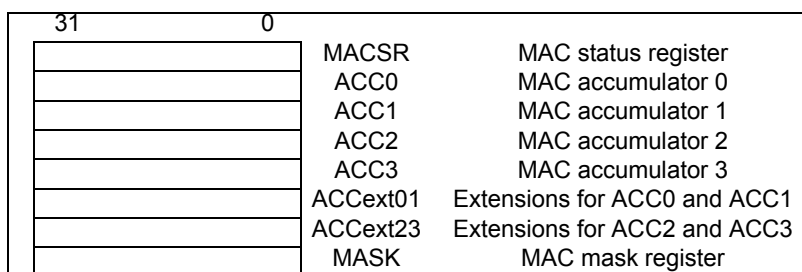 31 0
MACSR MAC status register
ACC0 MAC accumulator 0
ACC1 MAC accumulator 1
ACC2 MAC accumulator 2
ACC3 MAC accumulator 3
ACCext01 Extensions for ACC0 and ACC1
ACCext23 Extensions for ACC2 and ACC3
MASK MAC mask register